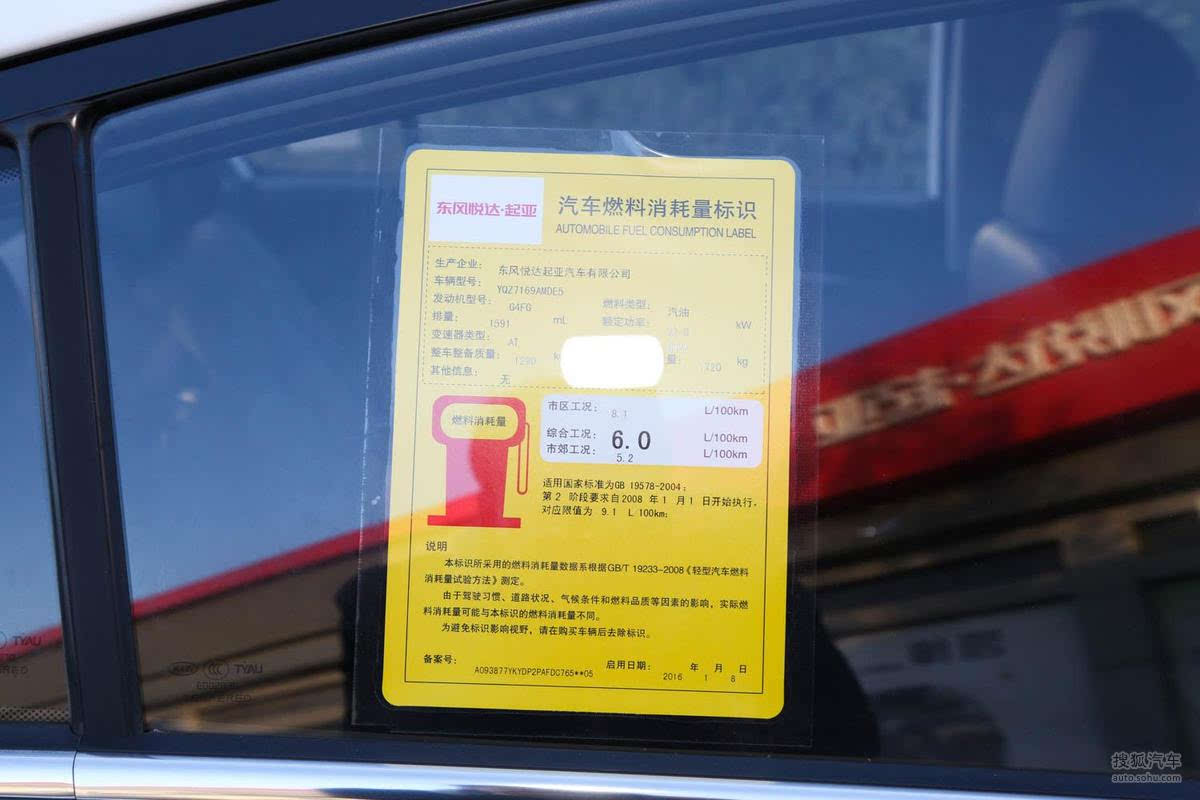 东风悦达·起亚
汽车燃料消耗量标识
AUTOMOBILE FUEL CONSUMPTION LABEL
生产企业: 东风悦达起亚汽车有限公司
车辆型号: YQZ7169AMDE5
发动机型号: G4FG 燃料类型: 汽油
排量: 1591 mL 额定功率: kW
变速器类型: AT
整车整备质量: 1290 量: 720 kg
其他信息: 无
燃料消耗量
市区工况: 8.1 L/100km
综合工况: 6.0 L/100km
市郊工况: 5.2 L/100km
适用国家标准为GB 19578-2004;
第 2 阶段要求自2008 年 1 月 1 日开始执行,
对应限值为 9.1 L 100km;
说明
本标识所采用的燃料消耗量数据系根据GB/T 19233-2008《轻型汽车燃料
消耗量试验方法》测定。
由于驾驶习惯、道路状况、气候条件和燃料品质等因素的影响，实际燃
料消耗量可能与本标识的燃料消耗量不同。
为避免标识影响视野，请在购买车辆后去除标识。
备案号: A093877YKYDP2PAFDC765**05 启用日期: 2016 年 1 月 8 日
TYAU
TYAU
搜狐汽车
auto.sohu.com